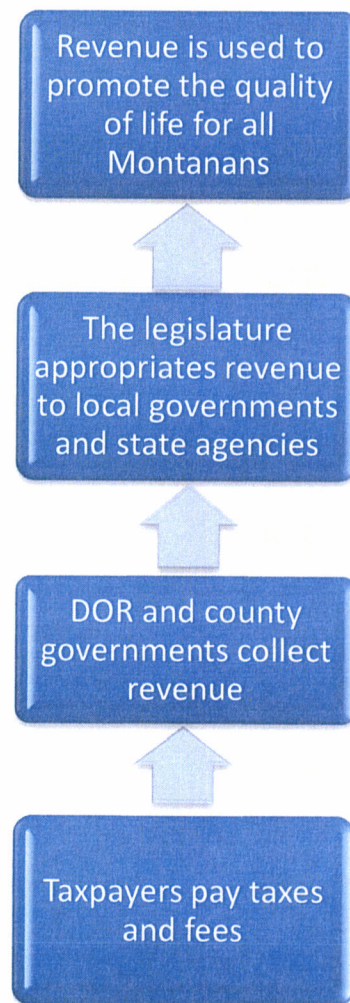 Revenue is used to
promote the quality
of life for all
Montanans
The legislature
appropriates revenue
to local governments
and state agencies
DOR and county
governments collect
revenue
Taxpayers pay taxes
and fees